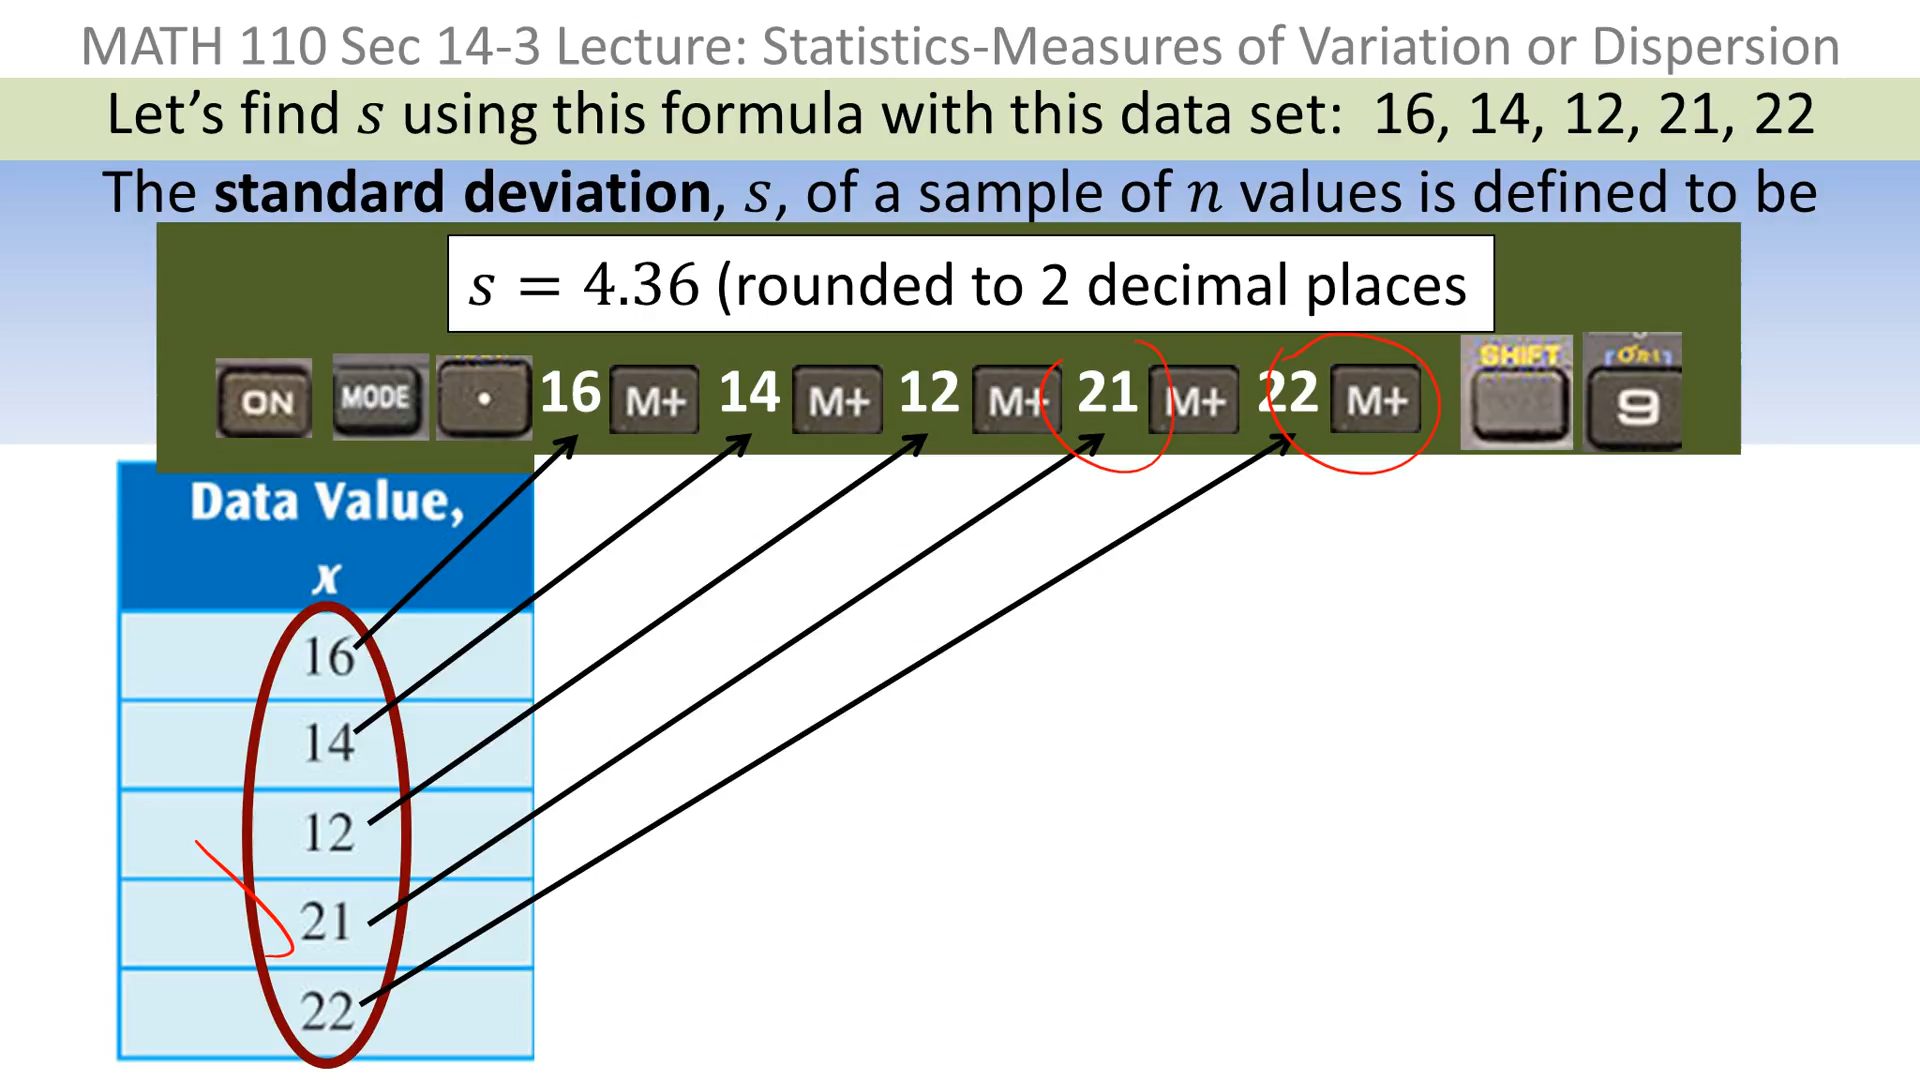 MATH 110 Sec 14-3 Lecture: Statistics-Measures of Variation or Dispersion
Let's find s using this formula with this data set: 16, 14, 12, 21, 22
The standard deviation, s, of a sample of n values is defined to be
s = 4.36 (rounded to 2 decimal places
SHIFT
ON MODE • 16 M+ 14 M+ 12 M+ 21 M+ 22 M+ 9
Data Value,
x
16
14
12
21
22